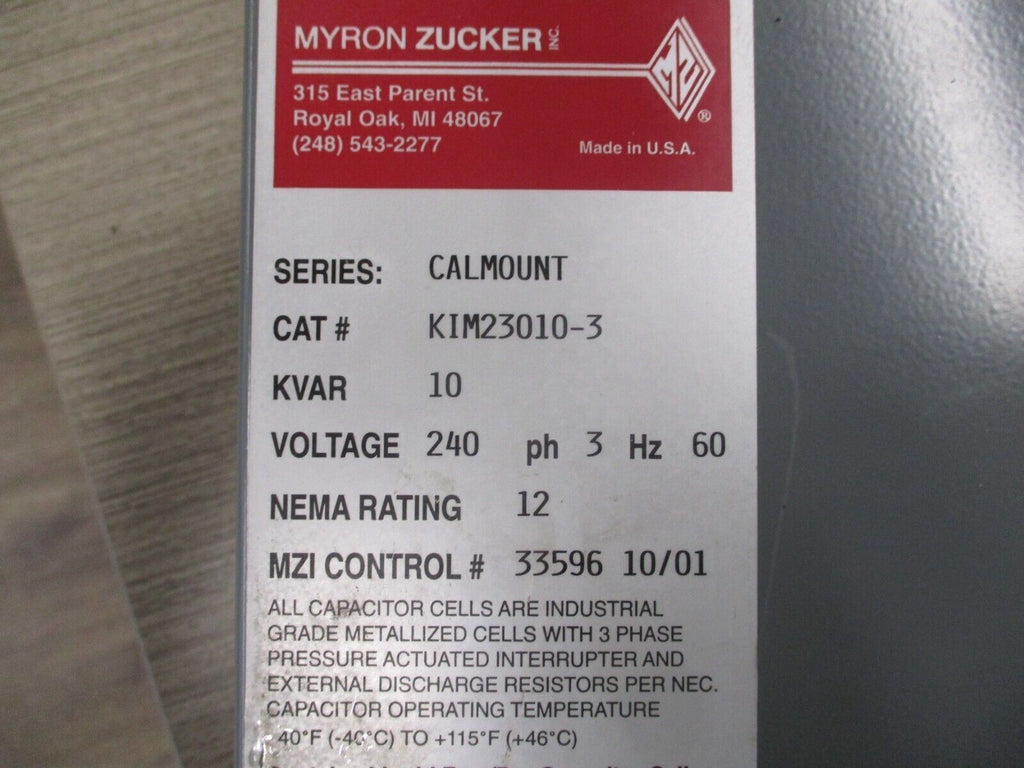 MYRON ZUCKER INC.
315 East Parent St.
Royal Oak, MI 48067
(248) 543-2277
Made in U.S.A.
MZ ®
SERIES: CALMOUNT
CAT # KIM23010-3
KVAR 10
VOLTAGE 240 ph 3 Hz 60
NEMA RATING 12
MZI CONTROL # 33596 10/01
ALL CAPACITOR CELLS ARE INDUSTRIAL
GRADE METALLIZED CELLS WITH 3 PHASE
PRESSURE ACTUATED INTERRUPTER AND
EXTERNAL DISCHARGE RESISTORS PER NEC.
CAPACITOR OPERATING TEMPERATURE
40°F (-40°C) TO +115°F (+46°C)